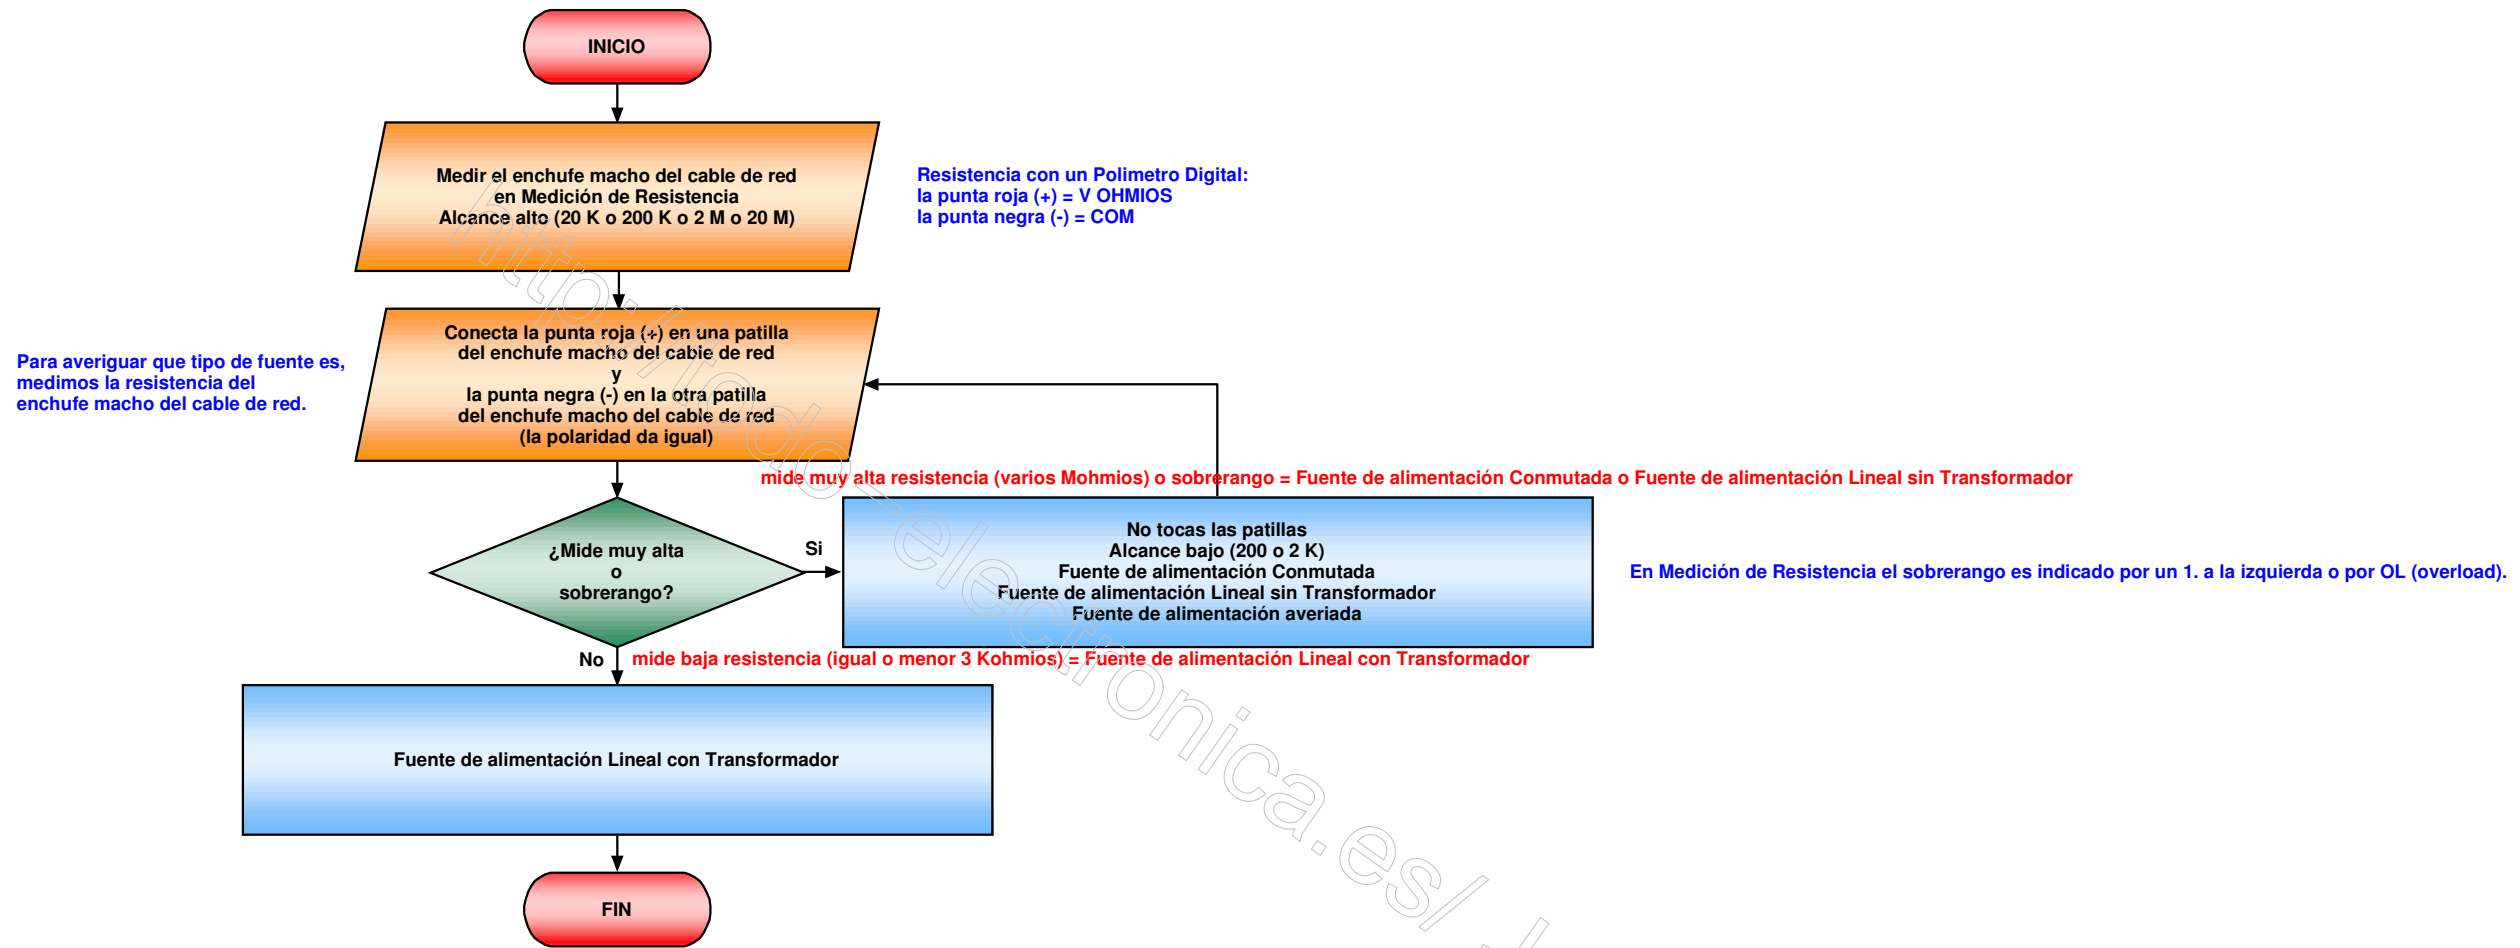 INICIO
Medir el enchufe macho del cable de red
en Medición de Resistencia
Alcance alto (20 K o 200 K o 2 M o 20 M)
Resistencia con un Polimetro Digital:
la punta roja (+) = V OHMIOS
la punta negra (-) = COM
Conecta la punta roja (+) en una patilla
del enchufe macho del cable de red
y
la punta negra (-) en la otra patilla
del enchufe macho del cable de red
(la polaridad da igual)
Para averiguar que tipo de fuente es,
medimos la resistencia del
enchufe macho del cable de red.
mide muy alta resistencia (varios Mohmios) o sobrerango = Fuente de alimentación Conmutada o Fuente de alimentación Lineal sin Transformador
¿Mide muy alta
o
sobrerango?
Si
No tocas las patillas
Alcance bajo (200 o 2 K)
Fuente de alimentación Conmutada
Fuente de alimentación Lineal sin Transformador
Fuente de alimentación averiada
En Medición de Resistencia el sobrerango es indicado por un 1. a la izquierda o por OL (overload).
No
mide baja resistencia (igual o menor 3 Kohmios) = Fuente de alimentación Lineal con Transformador
Fuente de alimentación Lineal con Transformador
FIN